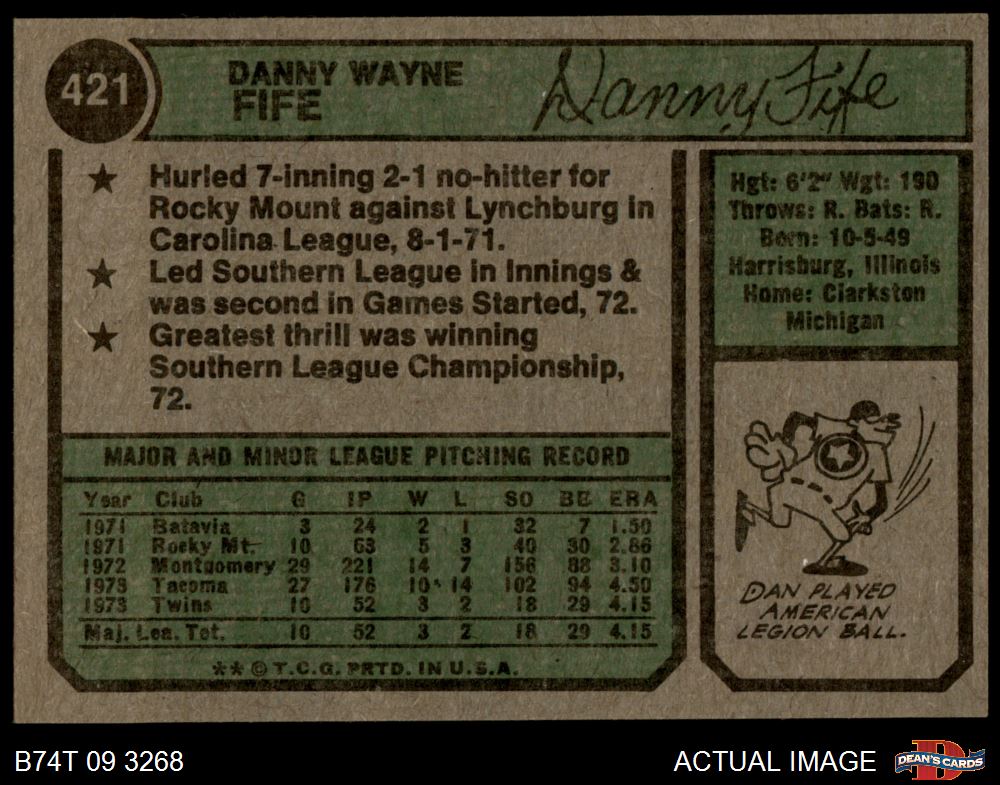 421
DANNY WAYNE
FIFE
Danny Fife
★ Hurled 7-inning 2-1 no-hitter for
Rocky Mount against Lynchburg in
Carolina League, 8-1-71.
★ Led Southern League in Innings &
was second in Games Started, 72.
★ Greatest thrill was winning
Southern League Championship,
72.
Hgt: 6'2" Wgt: 190
Throws: R. Bats: R.
Born: 10-5-49
Harrisburg, Illinois
Home: Clarkston
Michigan
MAJOR AND MINOR LEAGUE PITCHING RECORD
Year Club G IP W L SO BB ERA
1971 Batavia 3 24 2 1 32 7 1.50
1971 Rocky Mt. 10 63 5 3 40 30 2.86
1972 Montgomery 29 221 14 7 156 88 3.10
1973 Tacoma 27 176 10 14 102 94 4.50
1973 Twins 10 52 3 2 18 29 4.15
Maj. Lea. Tot. 10 52 3 2 18 29 4.15
** © T.C.G. PRTD. IN U.S.A.
DAN PLAYED
AMERICAN
LEGION BALL.
B74T 09 3268
ACTUAL IMAGE
DEAN'S CARDS